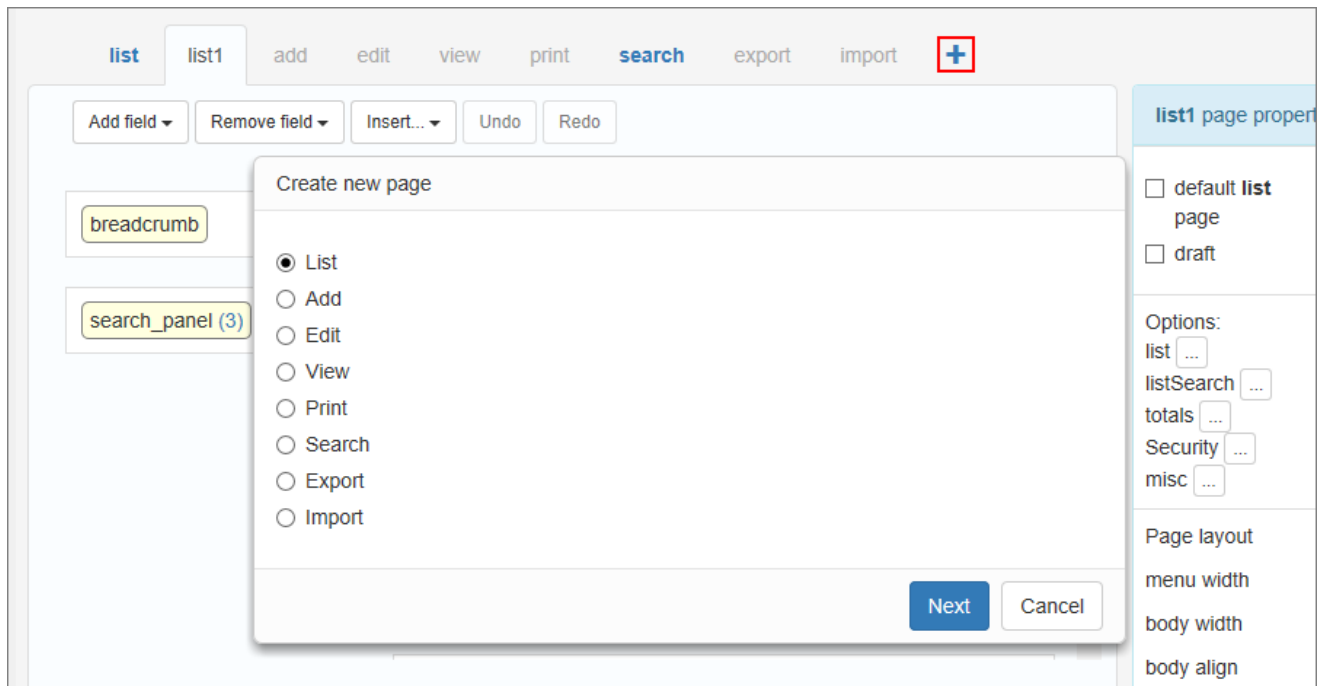 list list1 add edit view print search export import +
Add field Remove field Insert... Undo Redo
breadcrumb
search_panel (3)
Create new page
List
Add
Edit
View
Print
Search
Export
Import
Next Cancel
list1 page propert
default list
page
draft
Options:
list ...
listSearch ...
totals ...
Security ...
misc ...
Page layout
menu width
body width
body align